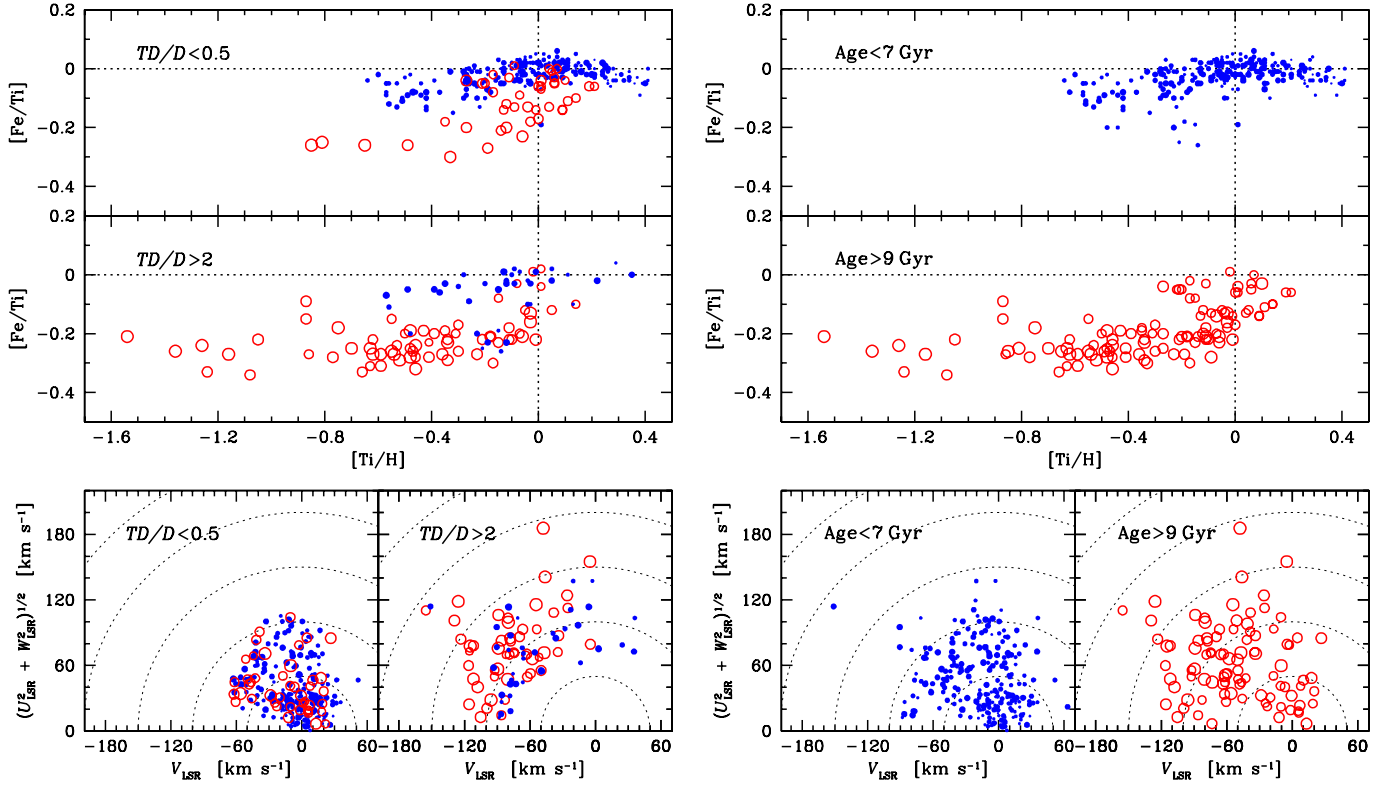 TD/D<0.5
Age<7 Gyr
0.2
0
−0.2
−0.4
[Fe/Ti]
0.2
0
−0.2
−0.4
[Fe/Ti]
TD/D>2
Age>9 Gyr
0.2
0
−0.2
−0.4
[Fe/Ti]
0.2
0
−0.2
−0.4
[Fe/Ti]
−1.6 −1.2 −0.8 −0.4 0 0.4
[Ti/H]
−1.6 −1.2 −0.8 −0.4 0 0.4
[Ti/H]
TD/D<0.5
TD/D>2
Age<7 Gyr
Age>9 Gyr
180
120
60
0
(U²LSR + W²LSR)¹/² [km s⁻¹]
180
120
60
0
(U²LSR + W²LSR)¹/² [km s⁻¹]
−180 −120 −60 0 60
−180 −120 −60 0 60
−180 −120 −60 0 60
−180 −120 −60 0 60
VLSR [km s⁻¹]
VLSR [km s⁻¹]
VLSR [km s⁻¹]
VLSR [km s⁻¹]